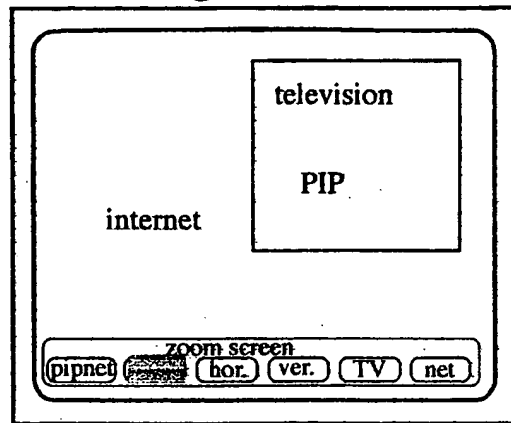 television
PIP
internet
zoom screen
pipnet hor. ver. TV net